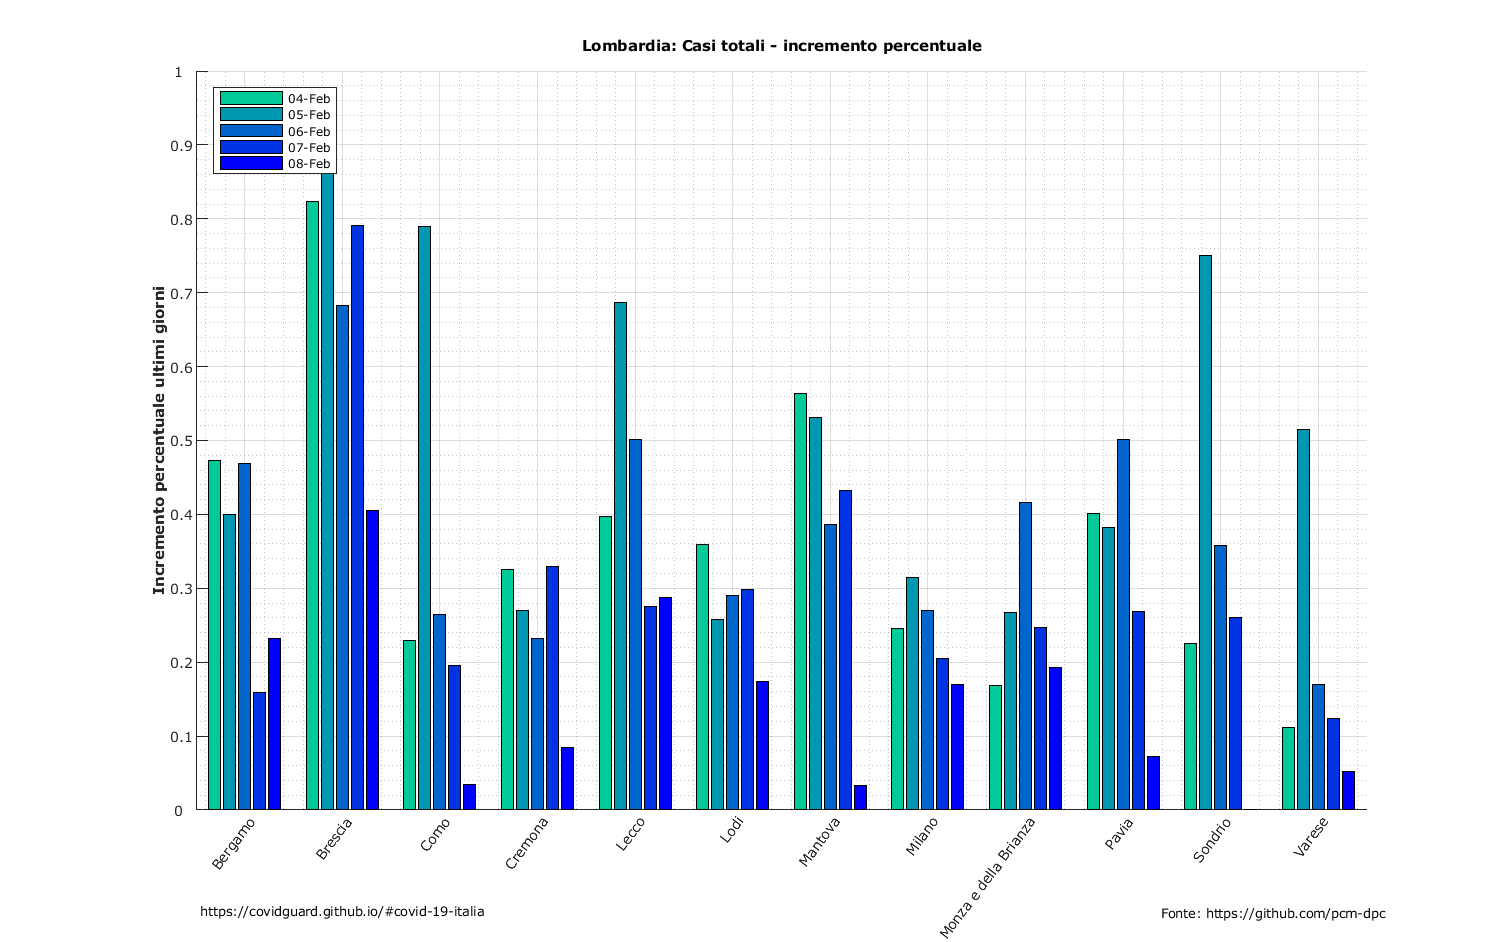 Lombardia: Casi totali - incremento percentuale
Incremento percentuale ultimi giorni
1
0.9
0.8
0.7
0.6
0.5
0.4
0.3
0.2
0.1
0
04-Feb
05-Feb
06-Feb
07-Feb
08-Feb
Bergamo
Brescia
Como
Cremona
Lecco
Lodi
Mantova
Milano
Monza e della Brianza
Pavia
Sondrio
Varese
https://covidguard.github.io/#covid-19-italia
Fonte: https://github.com/pcm-dpc